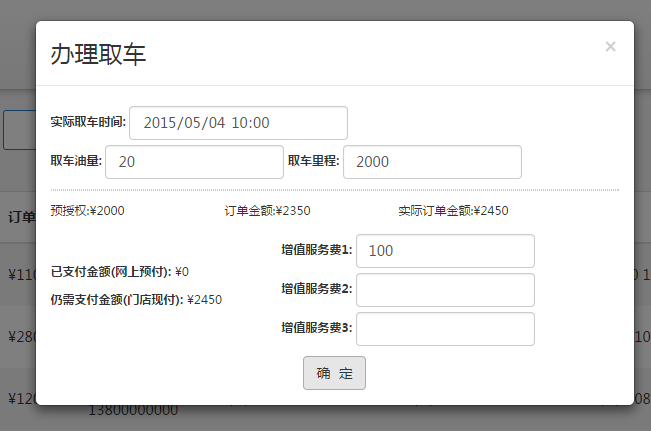 办理取车 ×
实际取车时间: 2015/05/04 10:00
取车油量: 20 取车里程: 2000
预授权:¥2000 订单金额:¥2350 实际订单金额:¥2450
增值服务费1: 100
已支付金额(网上预付): ¥0
增值服务费2:
仍需支付金额(门店现付): ¥2450
增值服务费3:
确 定
13800000000